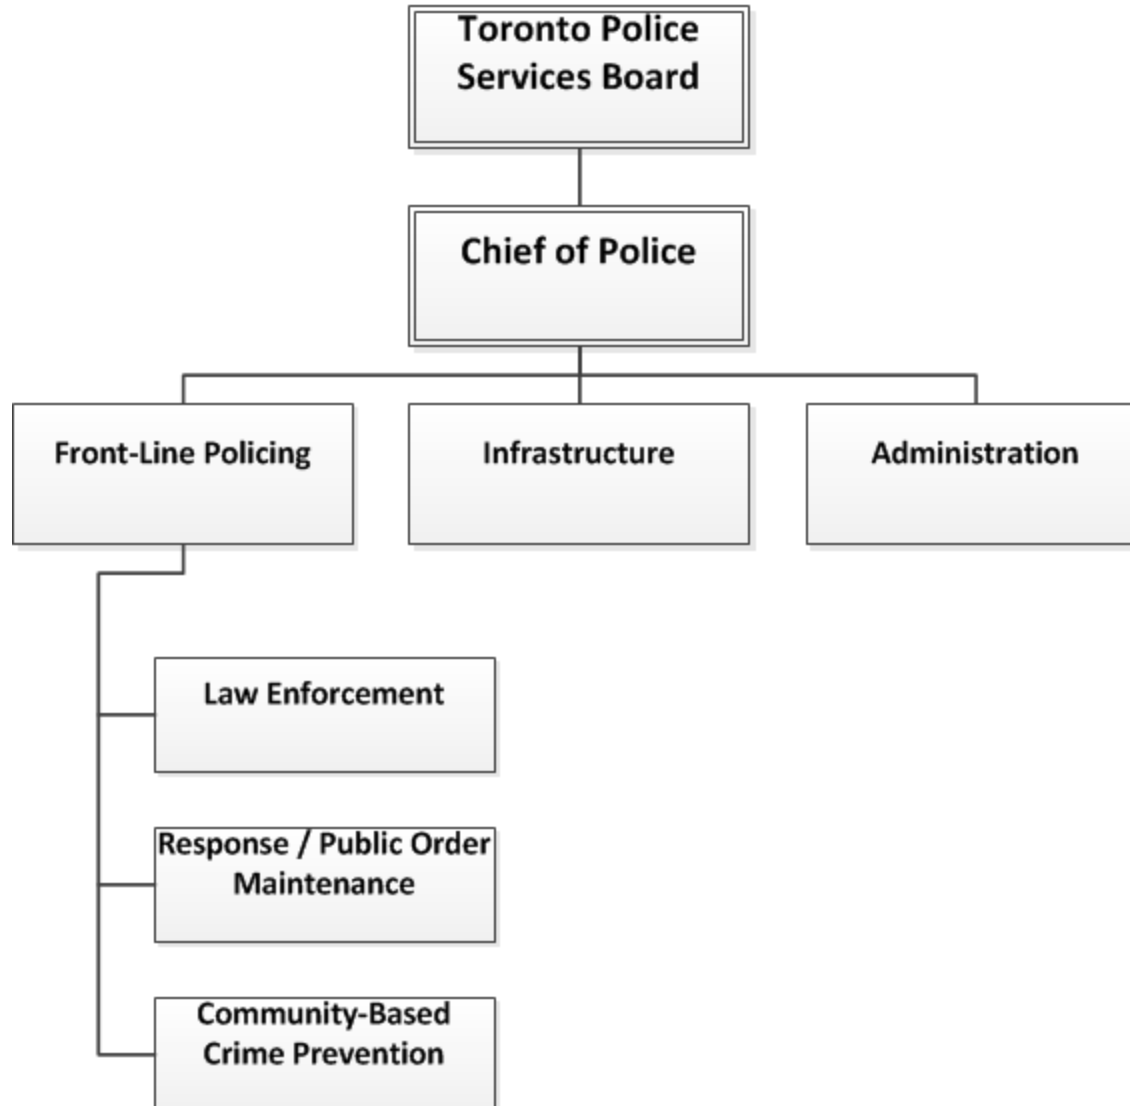 Toronto Police
Services Board
Chief of Police
Front-Line Policing
Infrastructure
Administration
Law Enforcement
Response / Public Order
Maintenance
Community-Based
Crime Prevention